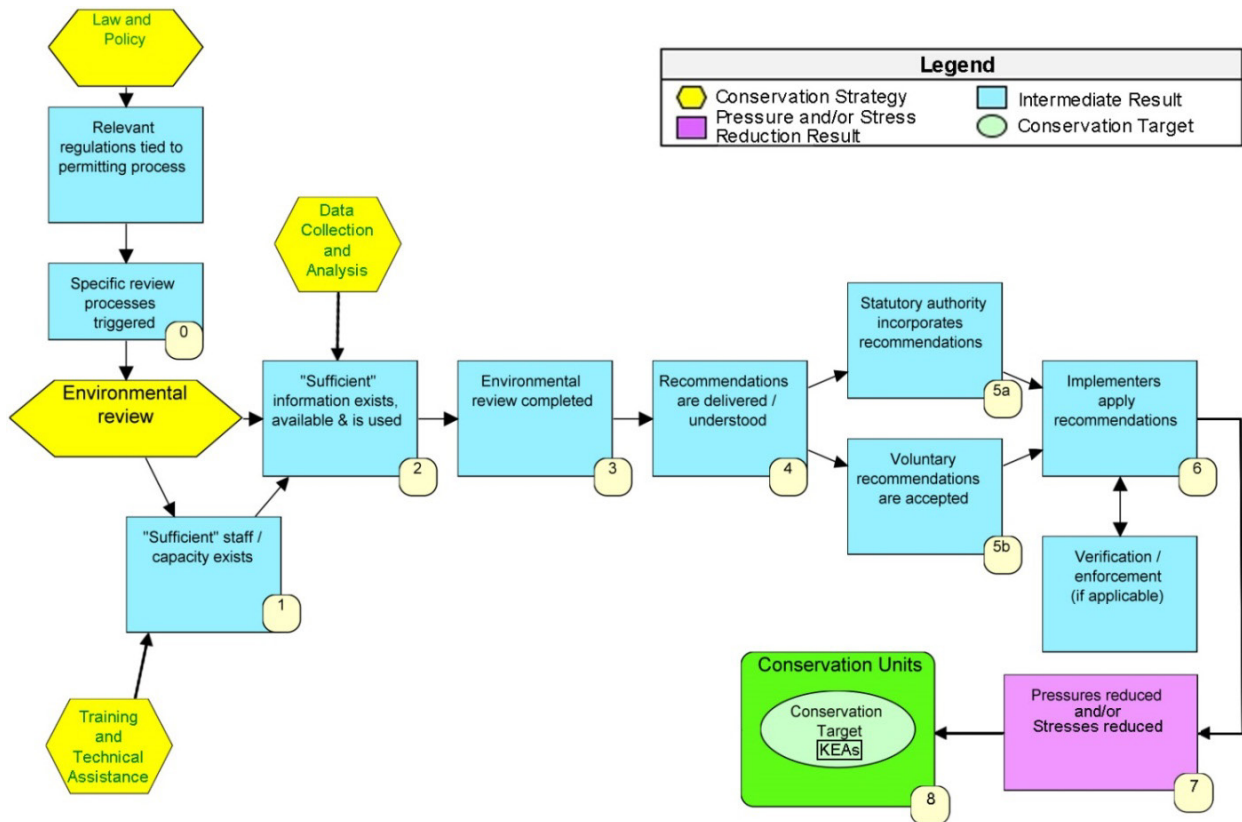 Law and
Policy
Relevant
regulations tied to
permitting process
Specific review
processes
triggered
0
Environmental
review
"Sufficient" staff /
capacity exists
1
Training
and
Technical
Assistance
Data
Collection
and
Analysis
"Sufficient"
information exists,
available & is used
2
Environmental
review completed
3
Recommendations
are delivered /
understood
4
Statutory authority
incorporates
recommendations
5a
Voluntary
recommendations
are accepted
5b
Implementers
apply
recommendations
6
Verification /
enforcement
(if applicable)
Pressures reduced
and/or
Stresses reduced
7
Conservation Units
Conservation
Target
KEAs
8
Legend
Conservation Strategy
Pressure and/or Stress
Reduction Result
Intermediate Result
Conservation Target